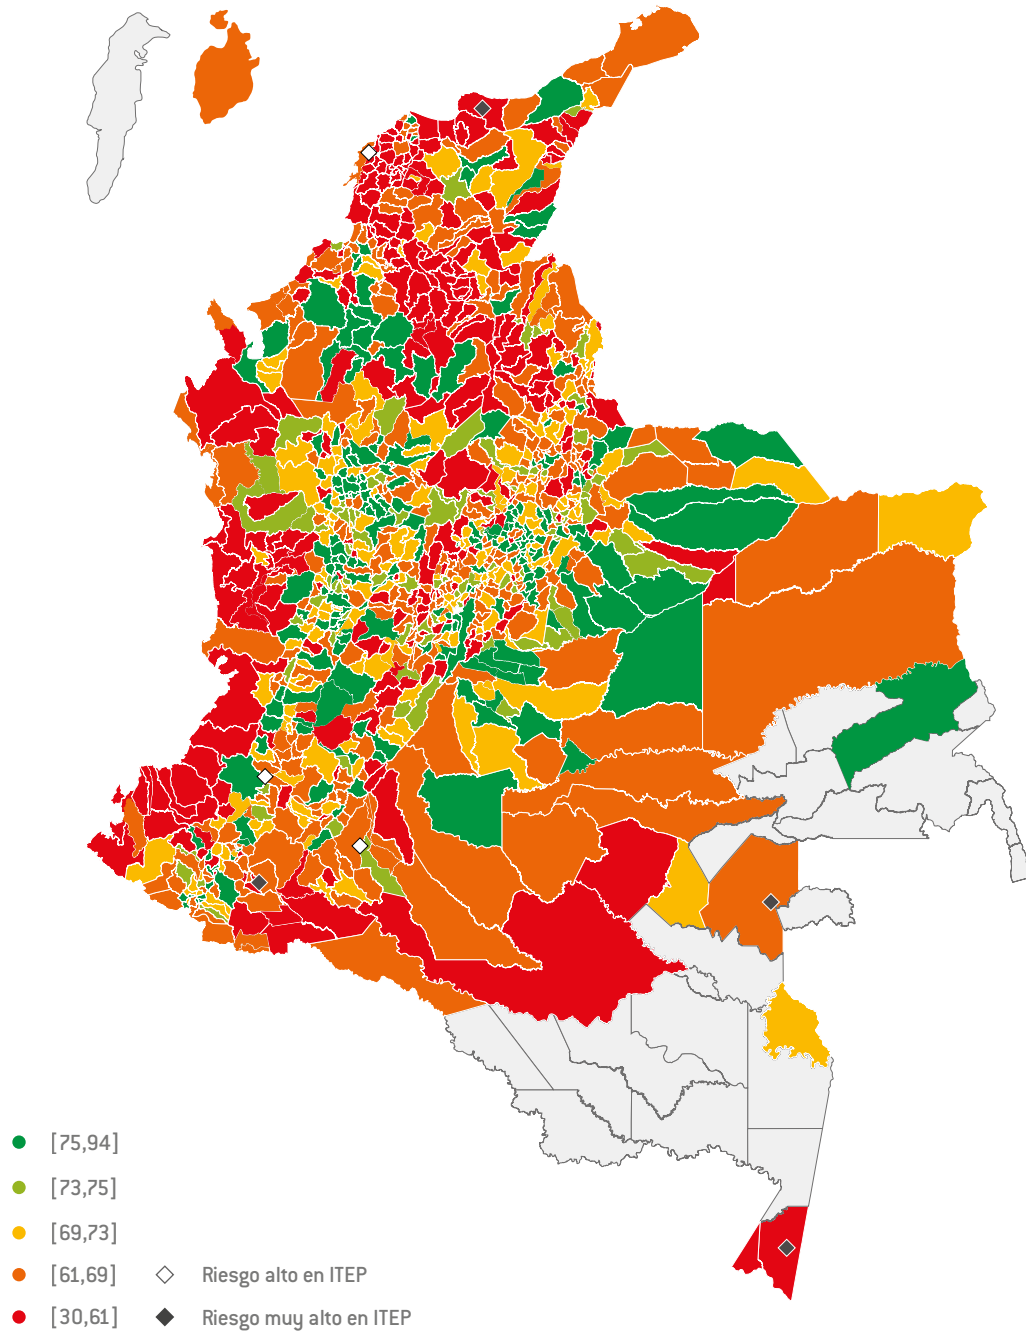 [75,94]
[73,75]
[69,73]
[61,69]
[30,61]
Riesgo alto en ITEP
Riesgo muy alto en ITEP